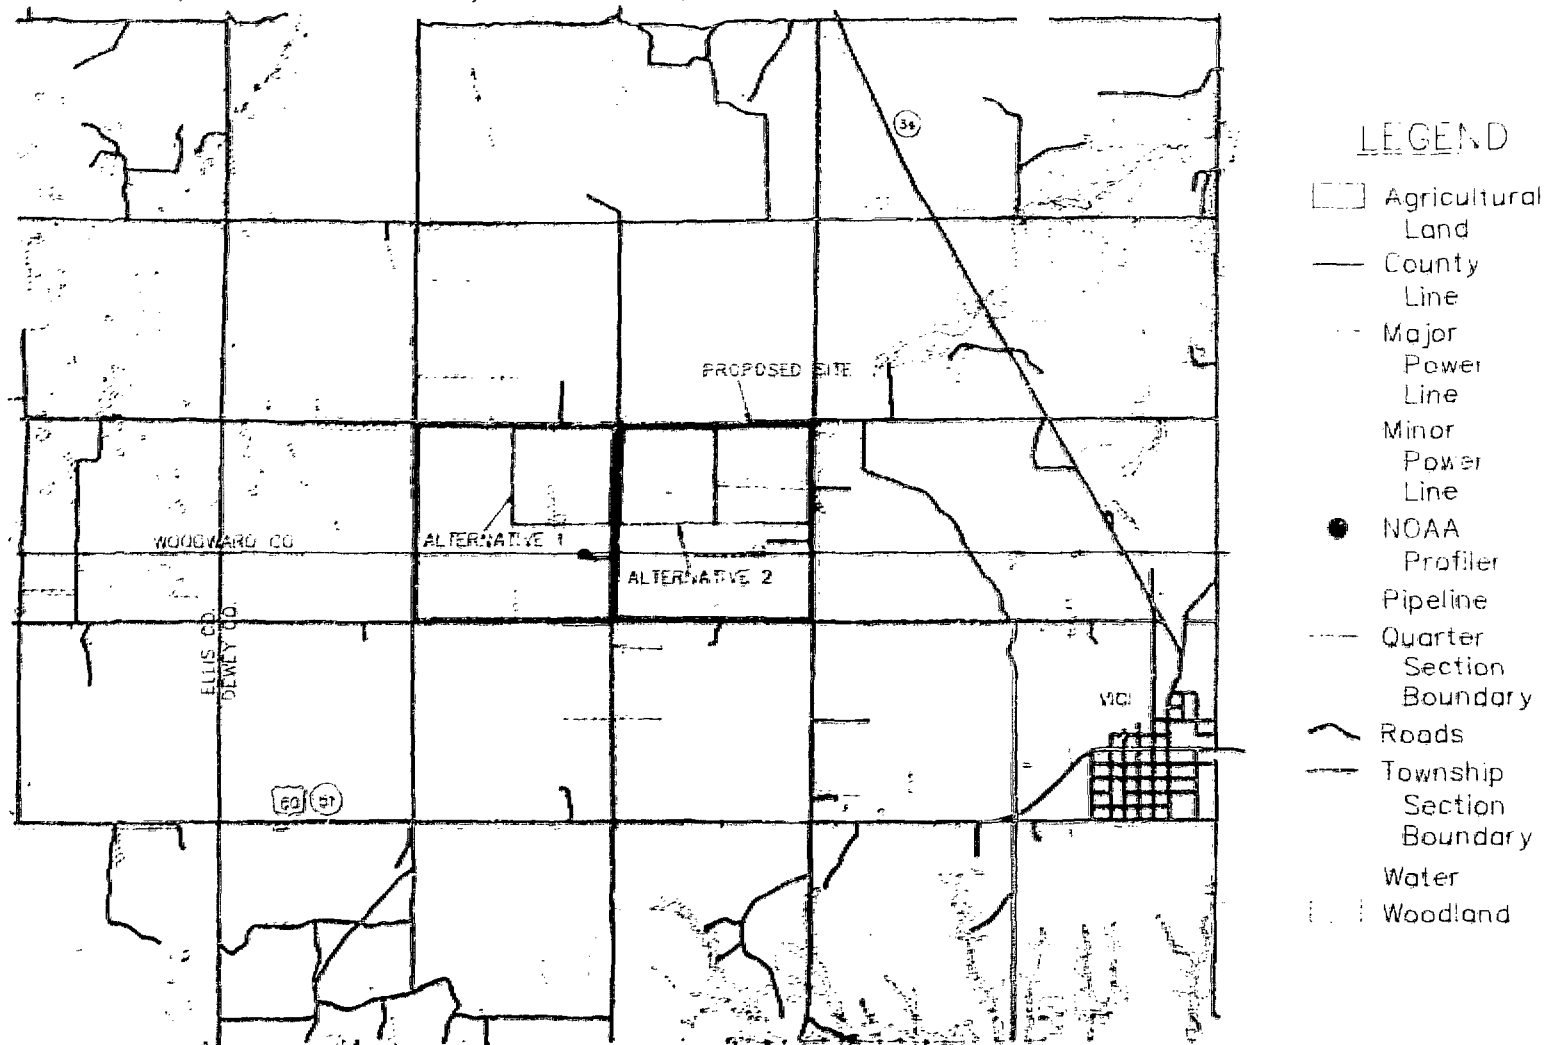 34
PROPOSED SITE
ALTERNATIVE 1
WOODWARD CO
ALTERNATIVE 2
ELLIS CO.
DEWEY CO.
VICI
60
51
LEGEND
Agricultural
Land
County
Line
Major
Power
Line
Minor
Power
Line
NOAA
Profiler
Pipeline
Quarter
Section
Boundary
Roads
Township
Section
Boundary
Water
Woodland